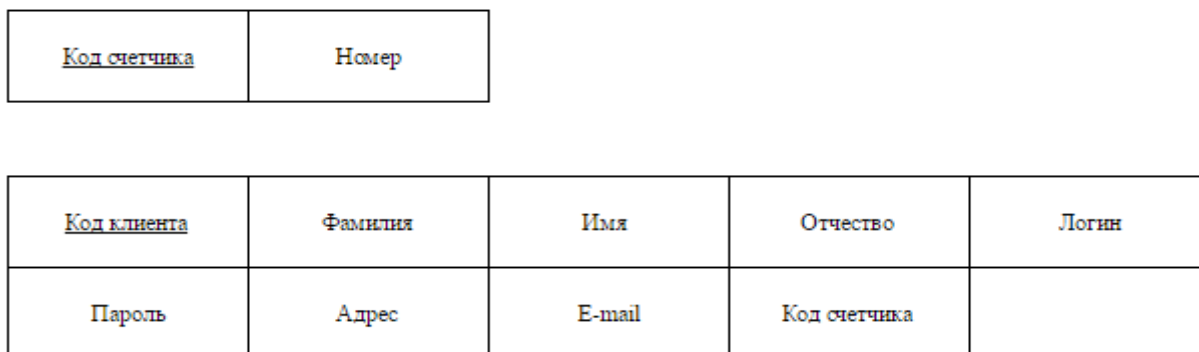 Код счетчика Номер
Код клиента Фамилия Имя Отчество Логин
Пароль Адрес E-mail Код счетчика